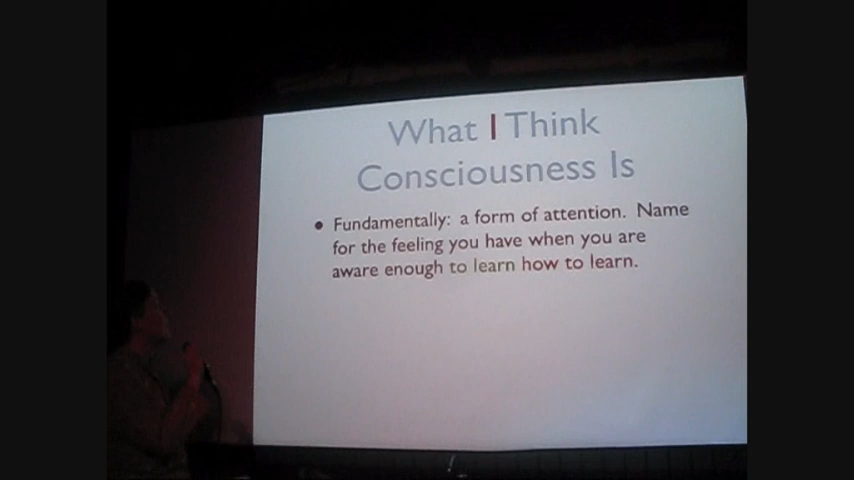 What I Think
Consciousness Is
• Fundamentally: a form of attention. Name
for the feeling you have when you are
aware enough to learn how to learn.